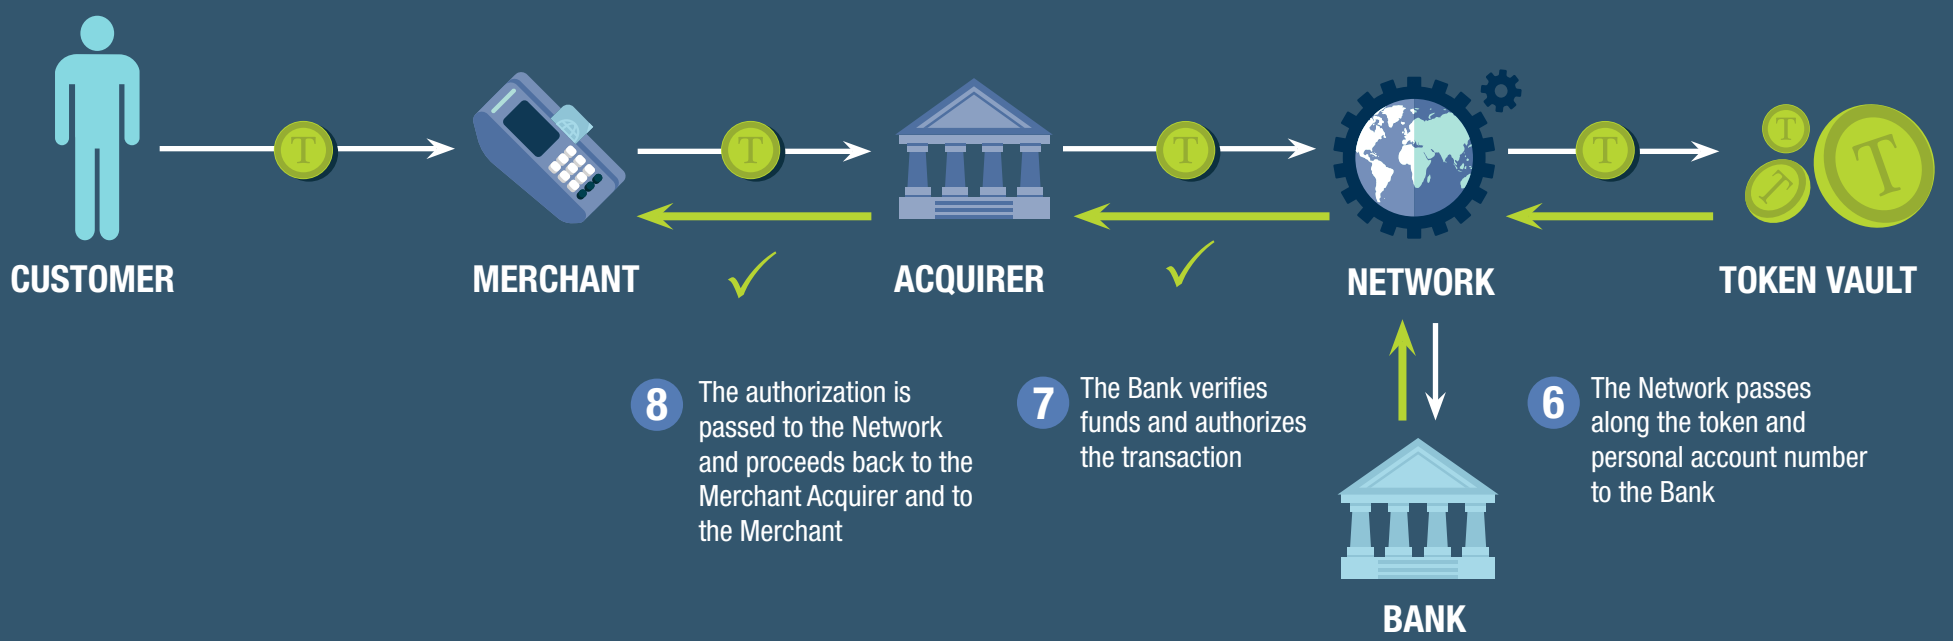 T
T
T
T
T
T
T
CUSTOMER
MERCHANT
ACQUIRER
NETWORK
TOKEN VAULT
8
The authorization is
passed to the Network
and proceeds back to the
Merchant Acquirer and to
the Merchant
7
The Bank verifies
funds and authorizes
the transaction
6
The Network passes
along the token and
personal account number
to the Bank
BANK